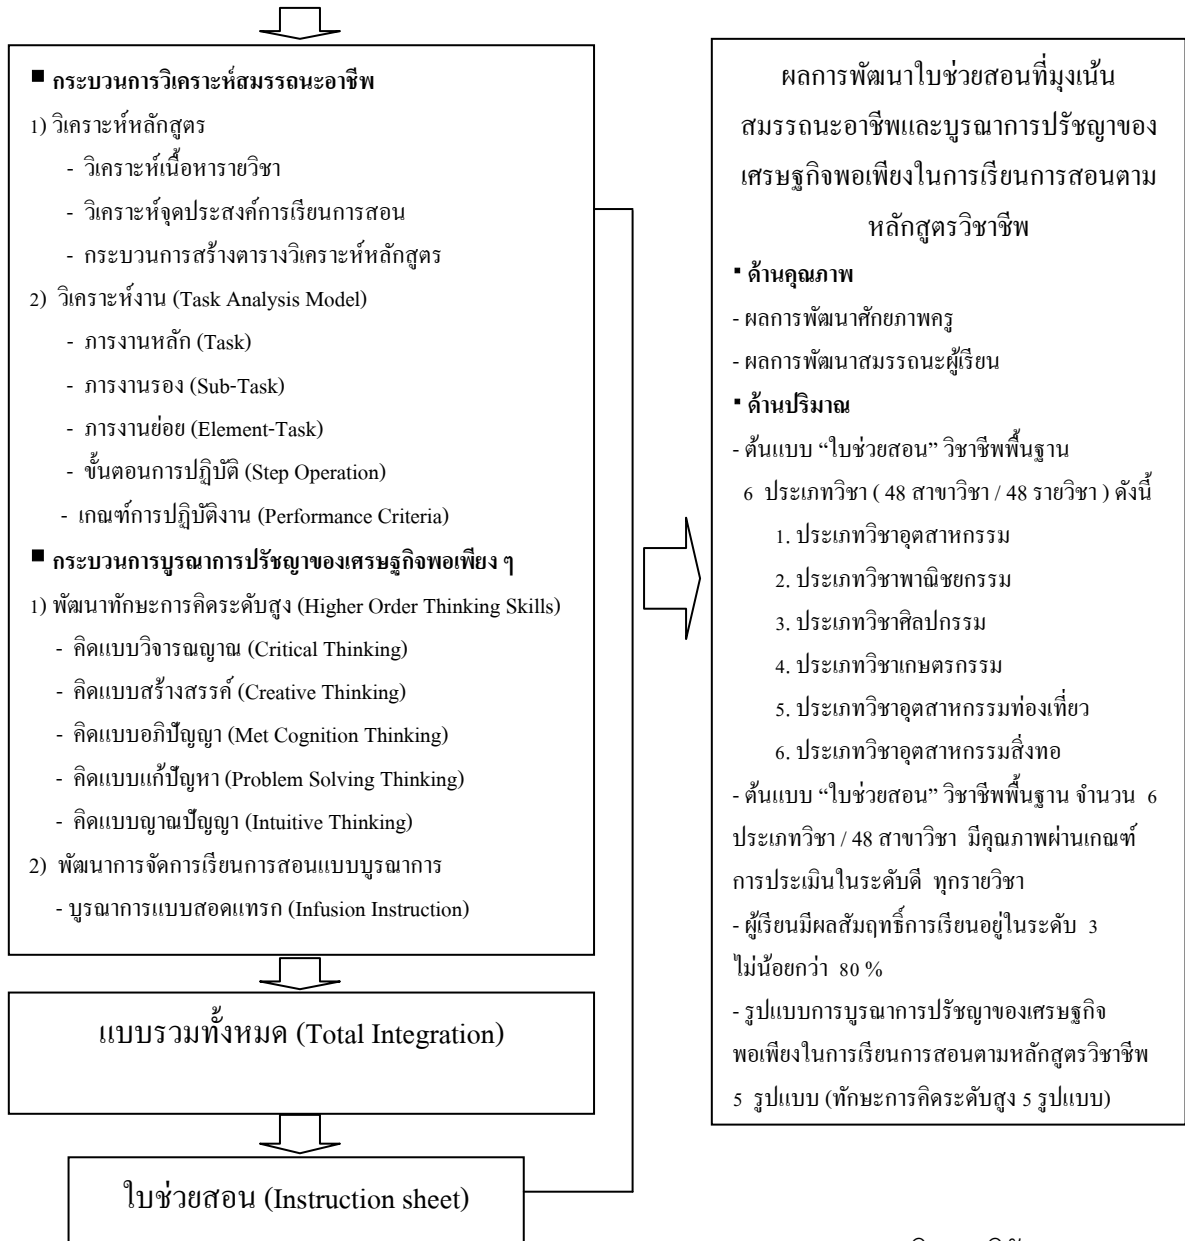 ■ กระบวนการวิเคราะห์สมรรถนะอาชีพ
1) วิเคราะห์หลักสูตร
- วิเคราะห์เนื้อหารายวิชา
- วิเคราะห์จุดประสงค์การเรียนการสอน
- กระบวนการสร้างตารางวิเคราะห์หลักสูตร
2) วิเคราะห์งาน (Task Analysis Model)
- ภารงานหลัก (Task)
- ภารงานรอง (Sub-Task)
- ภารงานย่อย (Element-Task)
- ขั้นตอนการปฏิบัติ (Step Operation)
- เกณฑ์การปฏิบัติงาน (Performance Criteria)
■ กระบวนการบูรณาการปรัชญาของเศรษฐกิจพอเพียง ๆ
1) พัฒนาทักษะการคิดระดับสูง (Higher Order Thinking Skills)
- คิดแบบวิจารณญาณ (Critical Thinking)
- คิดแบบสร้างสรรค์ (Creative Thinking)
- คิดแบบอภิปัญญา (Met Cognition Thinking)
- คิดแบบแก้ปัญหา (Problem Solving Thinking)
- คิดแบบญาณปัญญา (Intuitive Thinking)
2) พัฒนาการจัดการเรียนการสอนแบบบูรณาการ
- บูรณาการแบบสอดแทรก (Infusion Instruction)
แบบรวมทั้งหมด (Total Integration)
ใบช่วยสอน (Instruction sheet)
ผลการพัฒนาใบช่วยสอนที่มุงเน้น
สมรรถนะอาชีพและบูรณาการปรัชญาของ
เศรษฐกิจพอเพียงในการเรียนการสอนตาม
หลักสูตรวิชาชีพ
▪ ด้านคุณภาพ
- ผลการพัฒนาศักยภาพครู
- ผลการพัฒนาสมรรถนะผู้เรียน
▪ ด้านปริมาณ
- ต้นแบบ “ใบช่วยสอน” วิชาชีพพื้นฐาน
6 ประเภทวิชา ( 48 สาขาวิชา / 48 รายวิชา ) ดังนี้
1. ประเภทวิชาอุตสาหกรรม
2. ประเภทวิชาพาณิชยกรรม
3. ประเภทวิชาศิลปกรรม
4. ประเภทวิชาเกษตรกรรม
5. ประเภทวิชาอุตสาหกรรมท่องเที่ยว
6. ประเภทวิชาอุตสาหกรรมสิ่งทอ
- ต้นแบบ “ใบช่วยสอน” วิชาชีพพื้นฐาน จำนวน 6
ประเภทวิชา / 48 สาขาวิชา มีคุณภาพผ่านเกณฑ์
การประเมินในระดับดี ทุกรายวิชา
- ผู้เรียนมีผลสัมฤทธิ์การเรียนอยู่ในระดับ 3
ไม่น้อยกว่า 80 %
- รูปแบบการบูรณาการปรัชญาของเศรษฐกิจ
พอเพียงในการเรียนการสอนตามหลักสูตรวิชาชีพ
5 รูปแบบ (ทักษะการคิดระดับสูง 5 รูปแบบ)